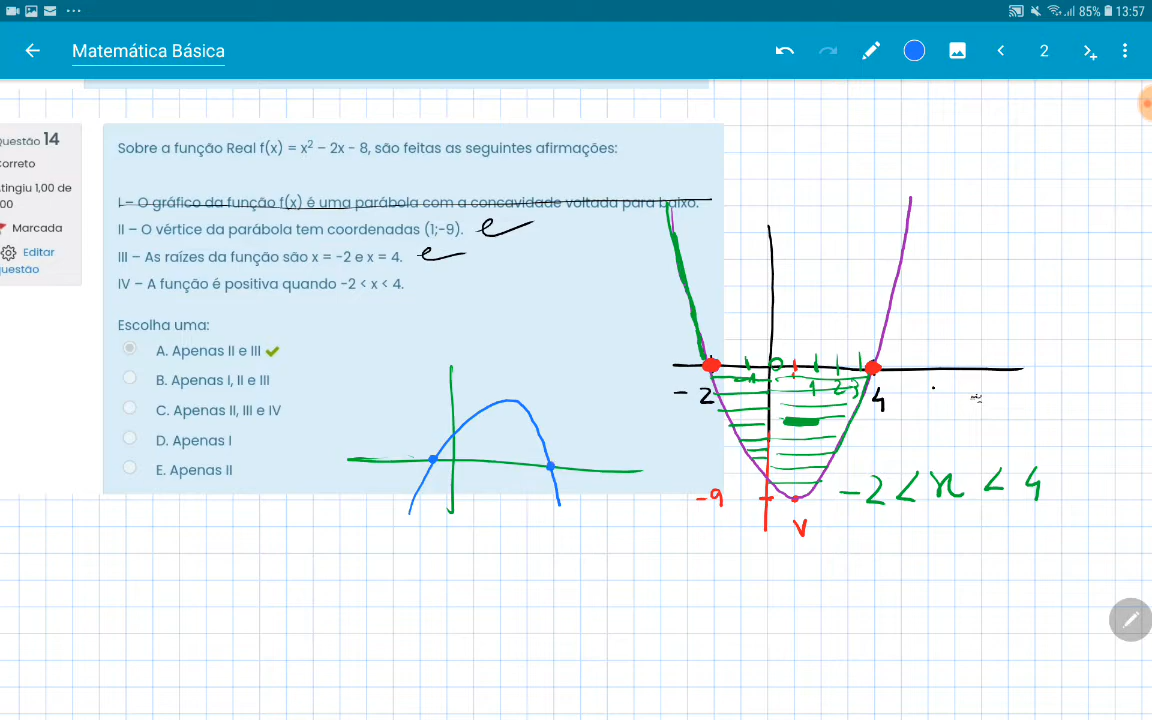 85% 13:57
Matemática Básica
2
Questão 14
Correto
Atingiu 1,00 de
,00
Marcada
Editar
questão
Sobre a função Real f(x) = x² – 2x - 8, são feitas as seguintes afirmações:
I – O gráfico da função f(x) é uma parábola com a concavidade voltada para baixo.
II – O vértice da parábola tem coordenadas (1;-9).
III – As raízes da função são x = -2 e x = 4.
IV – A função é positiva quando -2 < x < 4.
Escolha uma:
A. Apenas II e III
B. Apenas I, II e III
C. Apenas II, III e IV
D. Apenas I
E. Apenas II
-1 0 1 2 3
-2 4
-9
V
-2 < x < 4